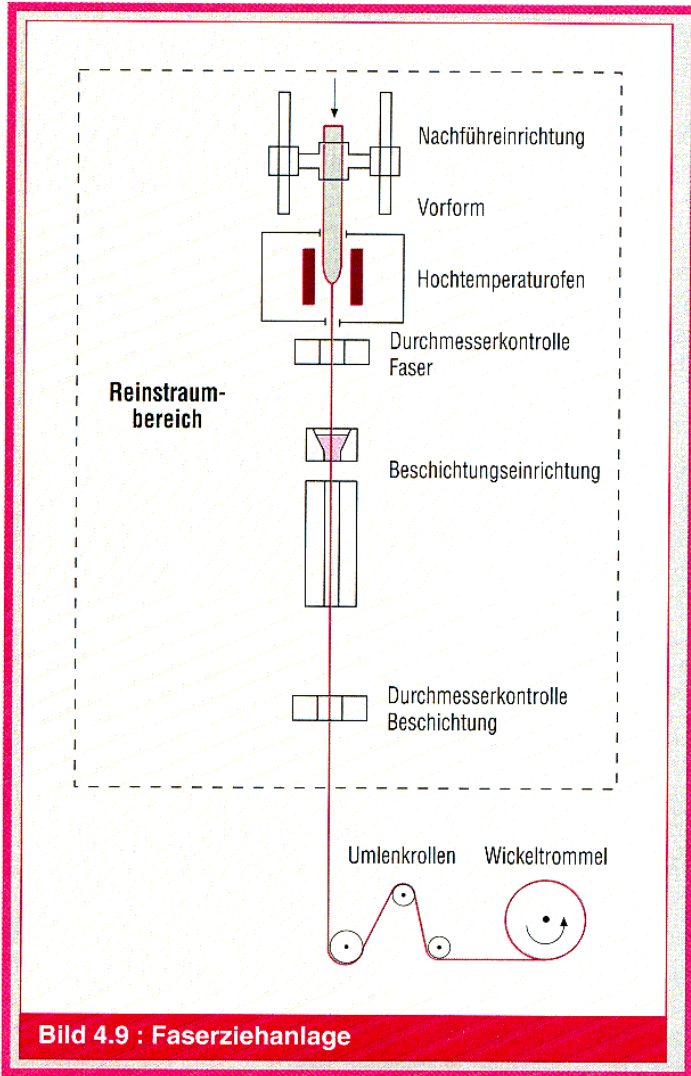 Nachführeinrichtung
Vorform
Hochtemperaturofen
Durchmesserkontrolle
Faser
Reinstraum-
bereich
Beschichtungseinrichtung
Durchmesserkontrolle
Beschichtung
Umlenkrollen
Wickeltrommel
Bild 4.9 : Faserziehanlage